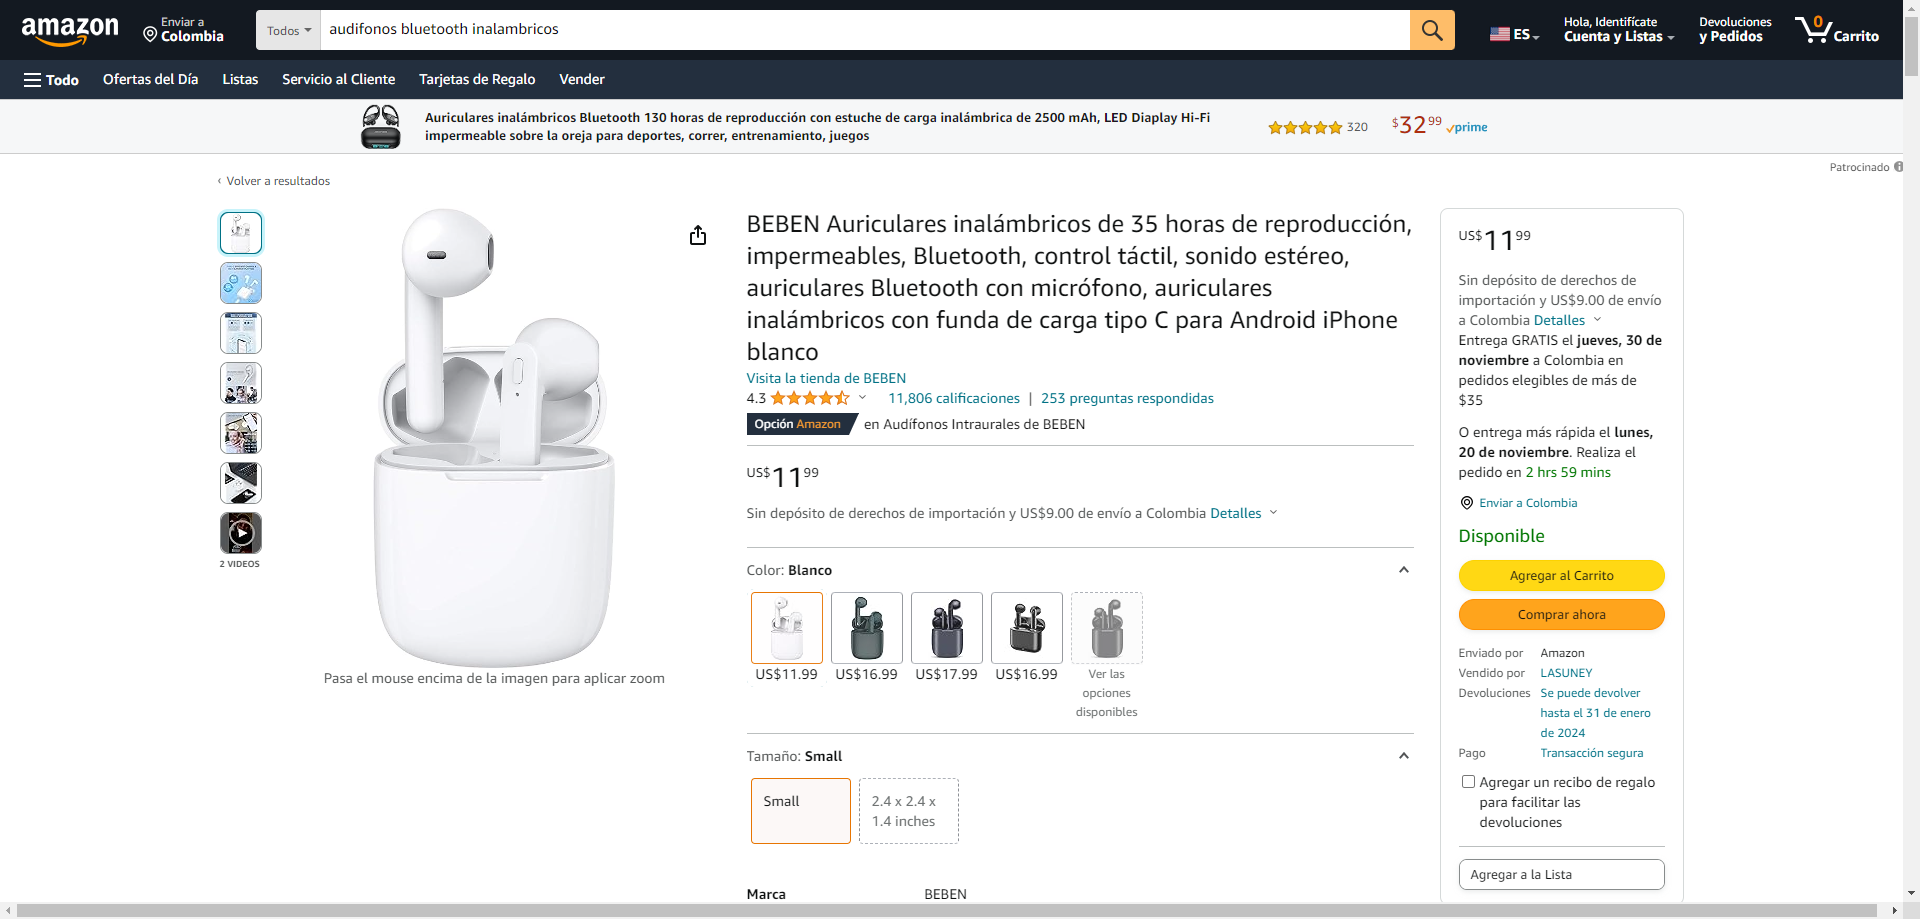 amazon
Enviar a
Colombia
Todos
audifonos bluetooth inalambricos
ES
Hola, Identifícate
Cuenta y Listas
Devoluciones
y Pedidos
0
Carrito
Todo
Ofertas del Día
Listas
Servicio al Cliente
Tarjetas de Regalo
Vender
Auriculares inalámbricos Bluetooth 130 horas de reproducción con estuche de carga inalámbrica de 2500 mAh, LED Diaplay Hi-Fi
impermeable sobre la oreja para deportes, correr, entrenamiento, juegos
320
$32.99
prime
Patrocinado
‹ Volver a resultados
2 VIDEOS
Pasa el mouse encima de la imagen para aplicar zoom
BEBEN Auriculares inalámbricos de 35 horas de reproducción,
impermeables, Bluetooth, control táctil, sonido estéreo,
auriculares Bluetooth con micrófono, auriculares
inalámbricos con funda de carga tipo C para Android iPhone
blanco
Visita la tienda de BEBEN
4.3
11,806 calificaciones | 253 preguntas respondidas
Opción Amazon en Audífonos Intraurales de BEBEN
US$11 99
Sin depósito de derechos de importación y US$9.00 de envío a Colombia Detalles
Color: Blanco
US$11.99
US$16.99
US$17.99
US$16.99
Ver las
opciones
disponibles
Tamaño: Small
Small
2.4 x 2.4 x
1.4 inches
Marca BEBEN
US$11 99
Sin depósito de derechos de
importación y US$9.00 de envío
a Colombia Detalles
Entrega GRATIS el jueves, 30 de
noviembre a Colombia en
pedidos elegibles de más de
$35
O entrega más rápida el lunes,
20 de noviembre. Realiza el
pedido en 2 hrs 59 mins
Enviar a Colombia
Disponible
Agregar al Carrito
Comprar ahora
Enviado por Amazon
Vendido por LASUNEY
Devoluciones Se puede devolver
hasta el 31 de enero
de 2024
Pago Transacción segura
Agregar un recibo de regalo
para facilitar las
devoluciones
Agregar a la Lista